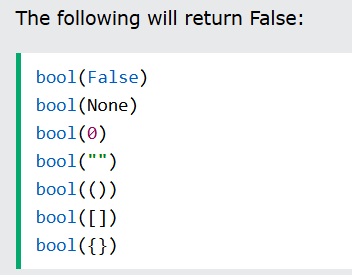 The following will return False:
bool(False)
bool(None)
bool(0)
bool("")
bool(())
bool([])
bool({})